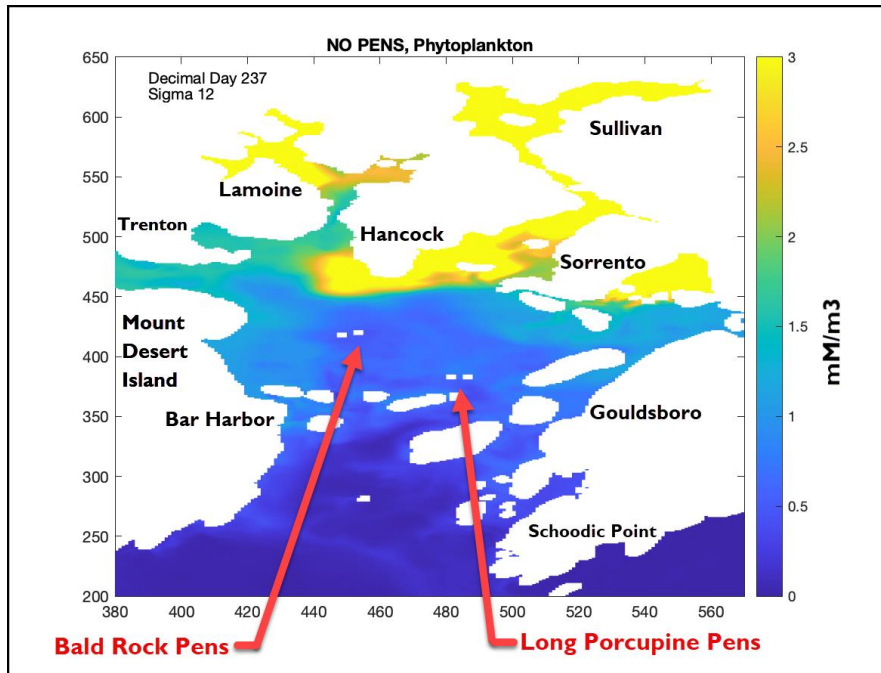 NO PENS, Phytoplankton
650
600
550
500
450
400
350
300
250
200
Decimal Day 237
Sigma 12
Sullivan
Lamoine
Trenton
Hancock
Sorrento
Mount
Desert
Island
Bar Harbor
Gouldsboro
Schoodic Point
380 400 420 440 460 480 500 520 540 560
3
2.5
2
1.5
1
0.5
0
mM/m3
Bald Rock Pens
Long Porcupine Pens